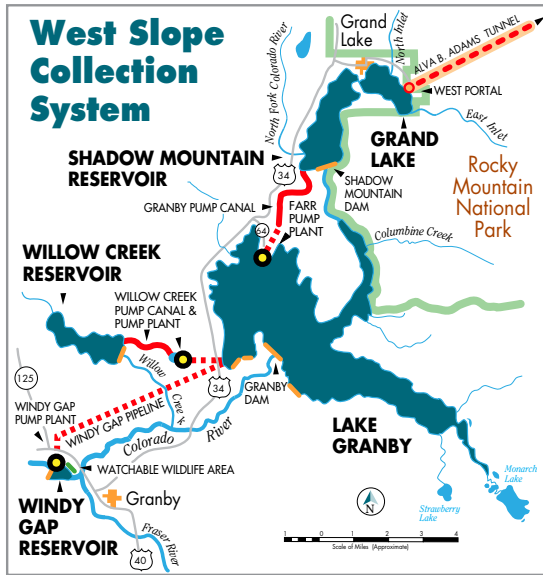 West Slope
Collection
System
Grand
Lake
North Inlet
ALVA B. ADAMS TUNNEL
North Fork Colorado River
WEST PORTAL
East Inlet
GRAND
LAKE
SHADOW MOUNTAIN
RESERVOIR
34
SHADOW
MOUNTAIN
DAM
Rocky
Mountain
National
Park
GRANBY PUMP CANAL
FARR
PUMP
PLANT
64
Columbine Creek
WILLOW CREEK
RESERVOIR
WILLOW CREEK
PUMP CANAL &
PUMP PLANT
Willow
Creek
125
34
GRANBY
DAM
WINDY GAP
PUMP PLANT
WINDY GAP PIPELINE
Colorado
River
LAKE
GRANBY
WATCHABLE WILDLIFE AREA
WINDY
GAP
RESERVOIR
Granby
Fraser River
40
N
Monarch
Lake
Strawberry
Lake
1 0 1 2 3 4
Scale of Miles (Approximate)